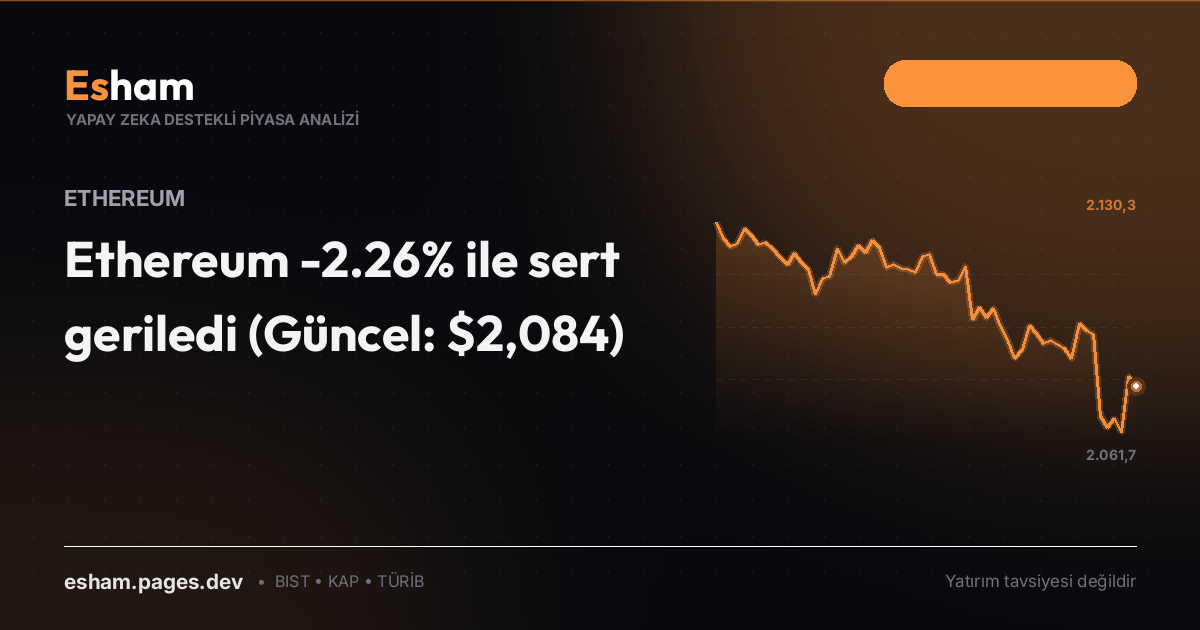 Esham
YAPAY ZEKA DESTEKLİ PİYASA ANALİZİ
ETHEREUM
Ethereum -2.26% ile sert
geriledi (Güncel: $2,084)
2.130,3
2.061,7
esham.pages.dev • BIST • KAP • TÜRİB
Yatırım tavsiyesi değildir